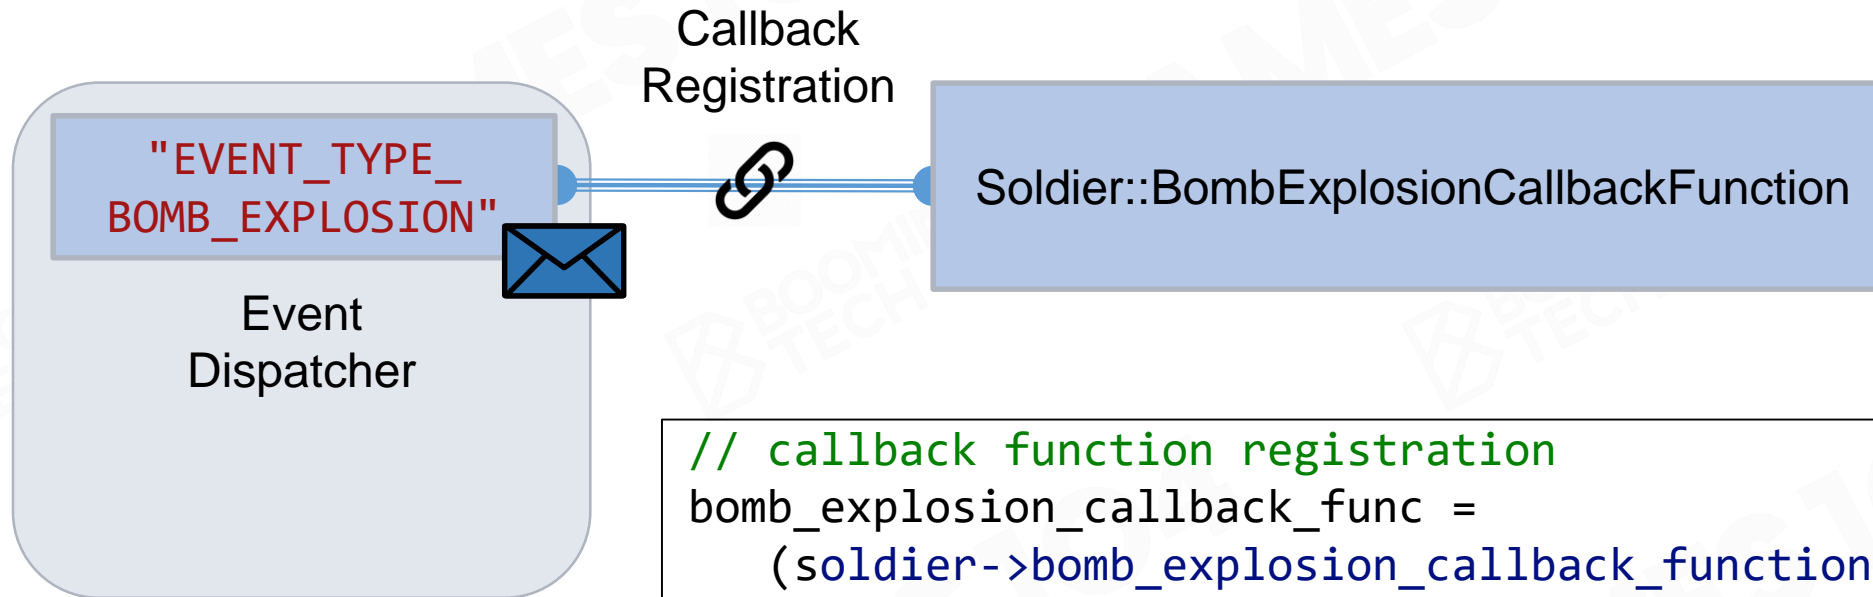 Callback
Registration
"EVENT_TYPE_
BOMB_EXPLOSION"
Soldier::BombExplosionCallbackFunction
Event
Dispatcher
// callback function registration
bomb_explosion_callback_func =
(soldier->bomb_explosion_callback_function